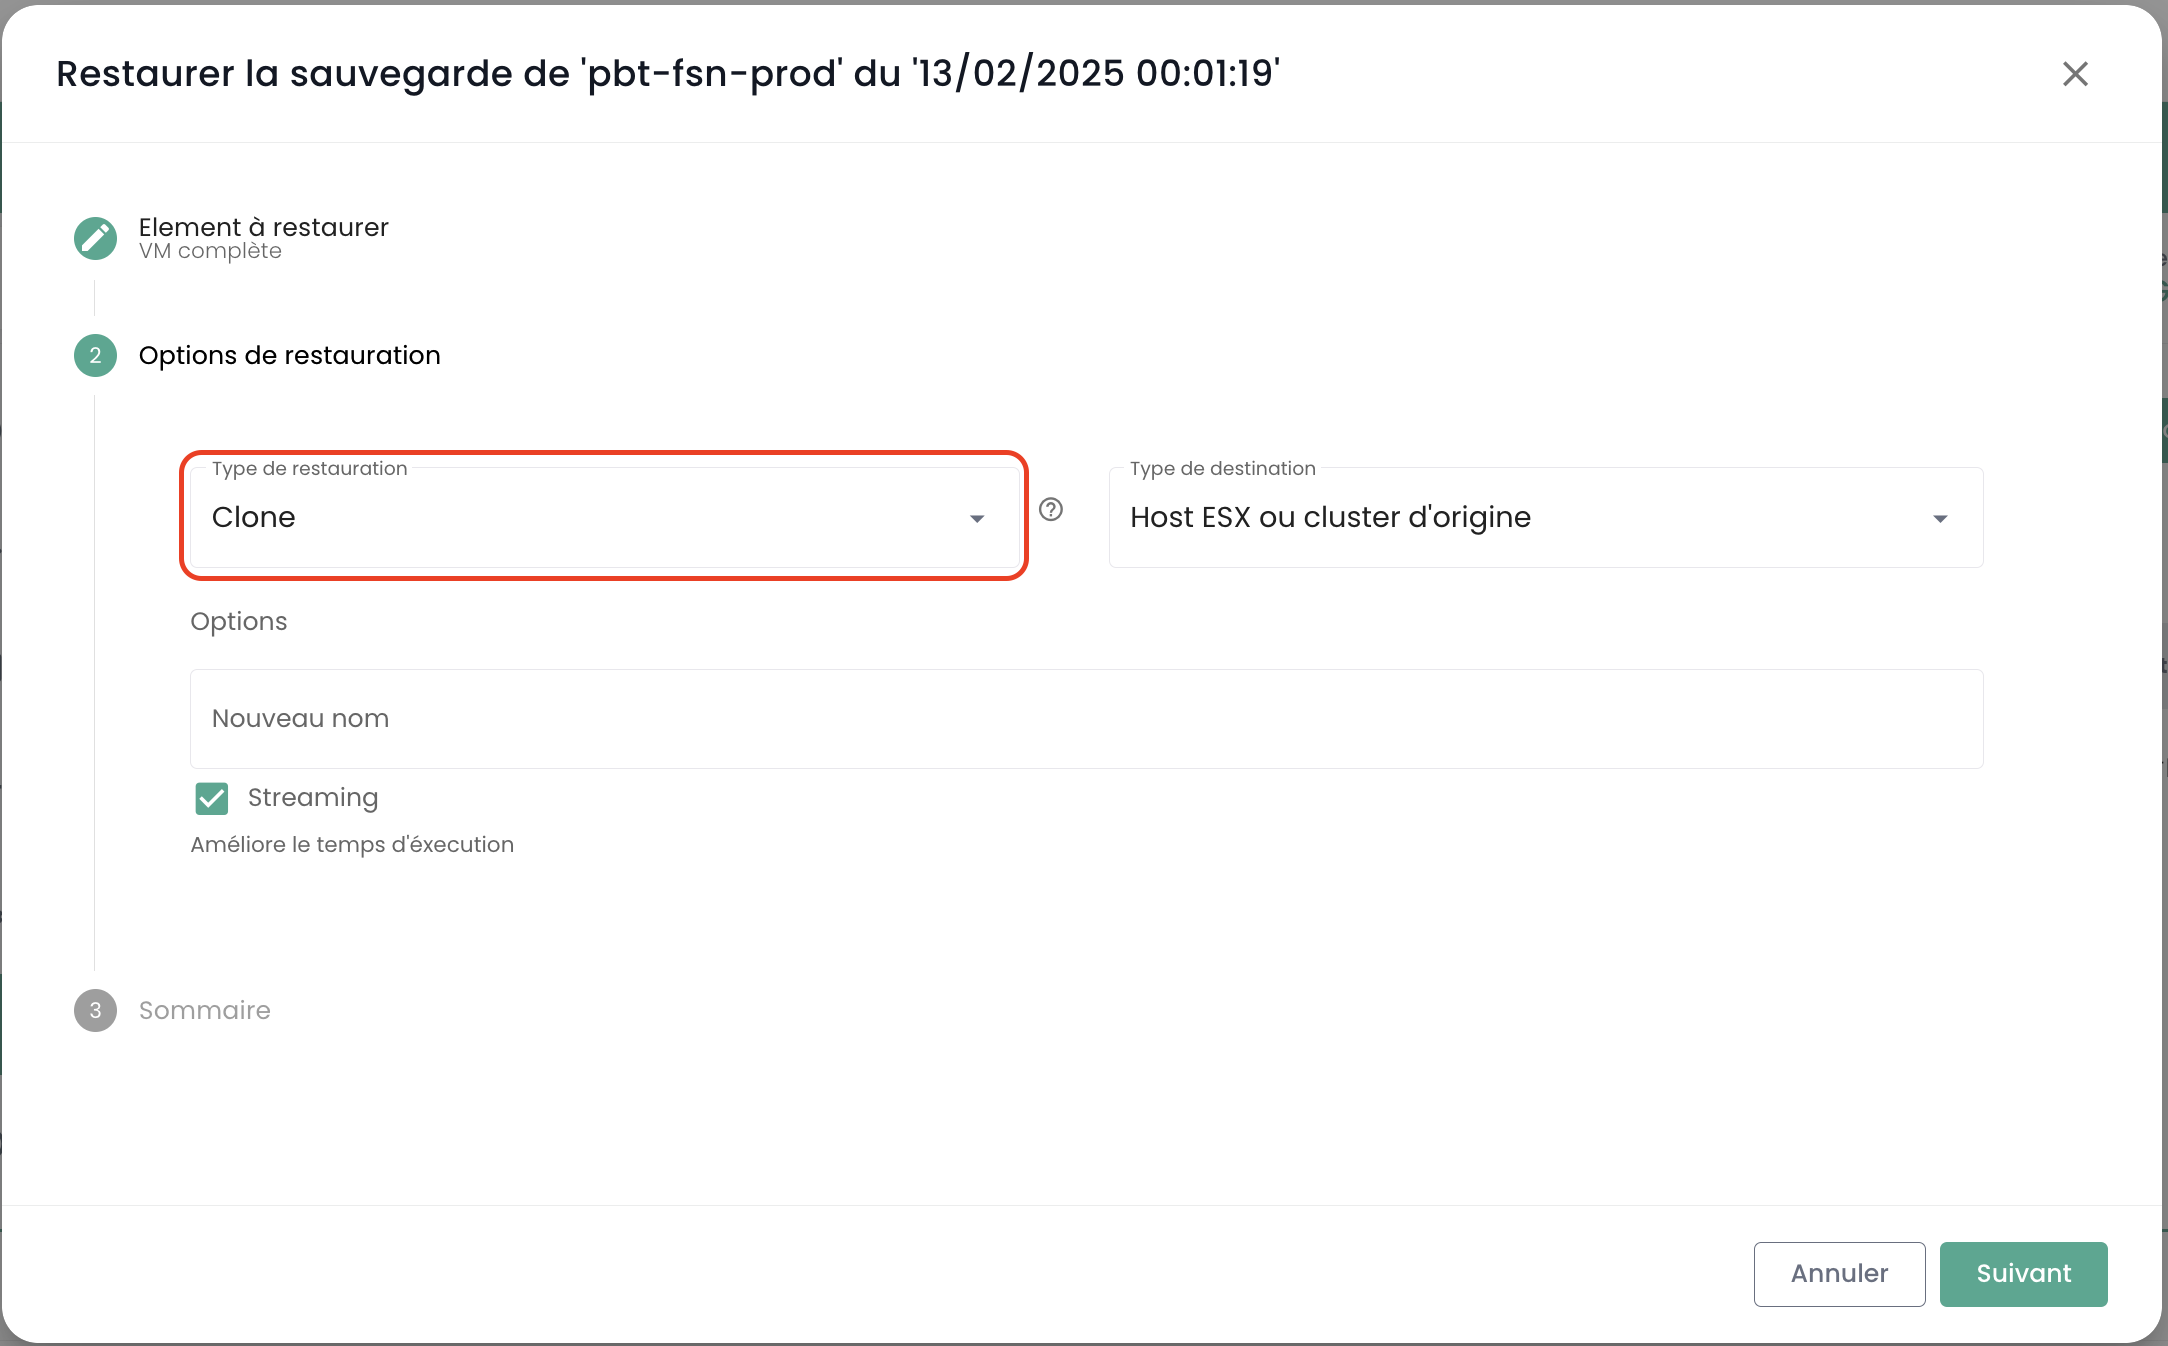 Restaurer la sauvegarde de 'pbt-fsn-prod' du '13/02/2025 00:01:19'
Element à restaurer
VM complète
2 Options de restauration
Type de restauration
Clone
Type de destination
Host ESX ou cluster d'origine
Options
Nouveau nom
Streaming
Améliore le temps d'éxecution
3 Sommaire
Annuler
Suivant